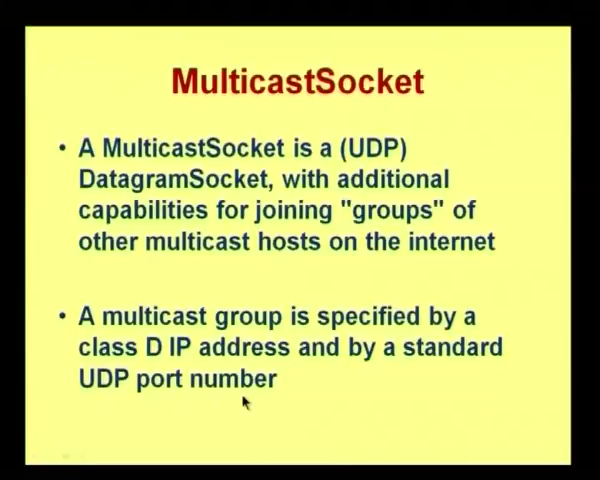 MulticastSocket
• A MulticastSocket is a (UDP)
DatagramSocket, with additional
capabilities for joining "groups" of
other multicast hosts on the internet
• A multicast group is specified by a
class D IP address and by a standard
UDP port number